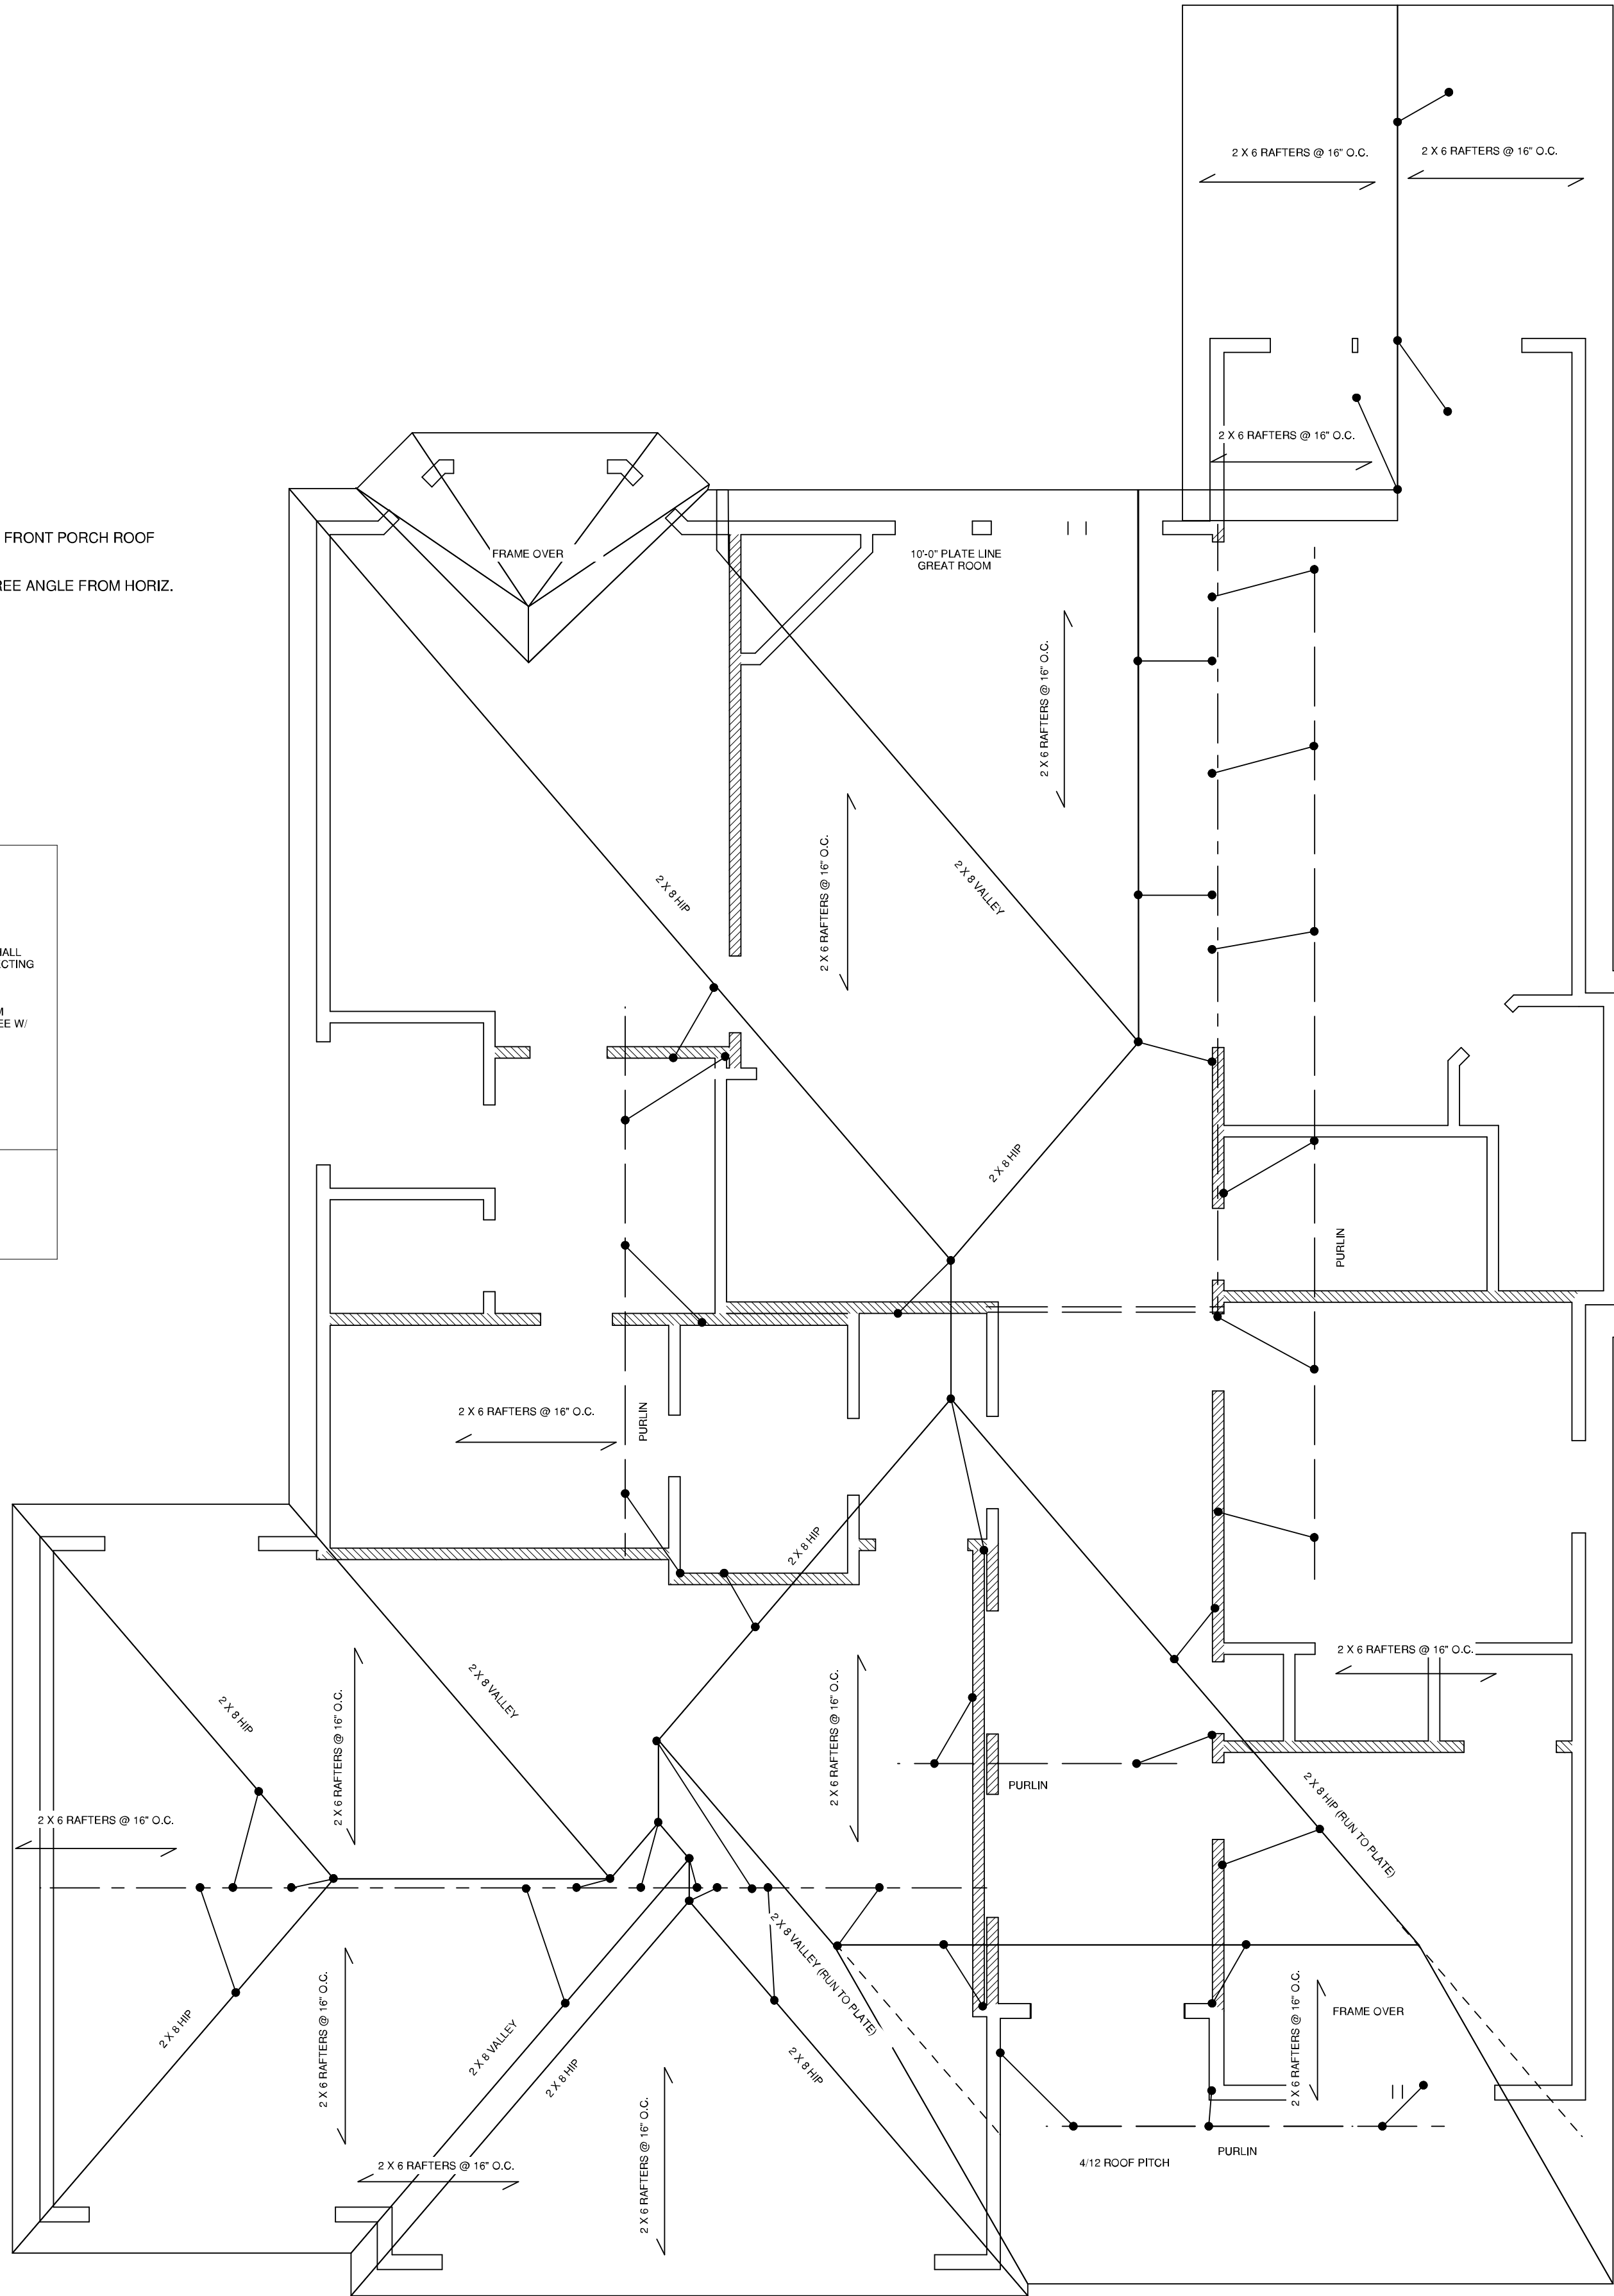 2 X 6 RAFTERS @ 16" O.C.
2 X 6 RAFTERS @ 16" O.C.
2 X 6 RAFTERS @ 16" O.C.
FRONT PORCH ROOF
REE ANGLE FROM HORIZ.
FRAME OVER
10'-0" PLATE LINE
GREAT ROOM
2 X 6 RAFTERS @ 16" O.C.
2 X 6 RAFTERS @ 16" O.C.
2 X 8 HIP
2 X 8 VALLEY
HALL
CTING
M
EE W/
2 X 8 HIP
PURLIN
2 X 6 RAFTERS @ 16" O.C.
PURLIN
2 X 8 HIP
2 X 6 RAFTERS @ 16" O.C.
2 X 8 HIP
2 X 6 RAFTERS @ 16" O.C.
2 X 8 VALLEY
2 X 6 RAFTERS @ 16" O.C.
PURLIN
2 X 8 HIP (RUN TO PLATE)
2 X 6 RAFTERS @ 16" O.C.
2 X 8 VALLEY (RUN TO PLATE)
2 X 8 HIP
2 X 6 RAFTERS @ 16" O.C.
2 X 8 VALLEY
2 X 8 HIP
2 X 8 HIP
2 X 6 RAFTERS @ 16" O.C.
FRAME OVER
2 X 6 RAFTERS @ 16" O.C.
2 X 6 RAFTERS @ 16" O.C.
4/12 ROOF PITCH
PURLIN